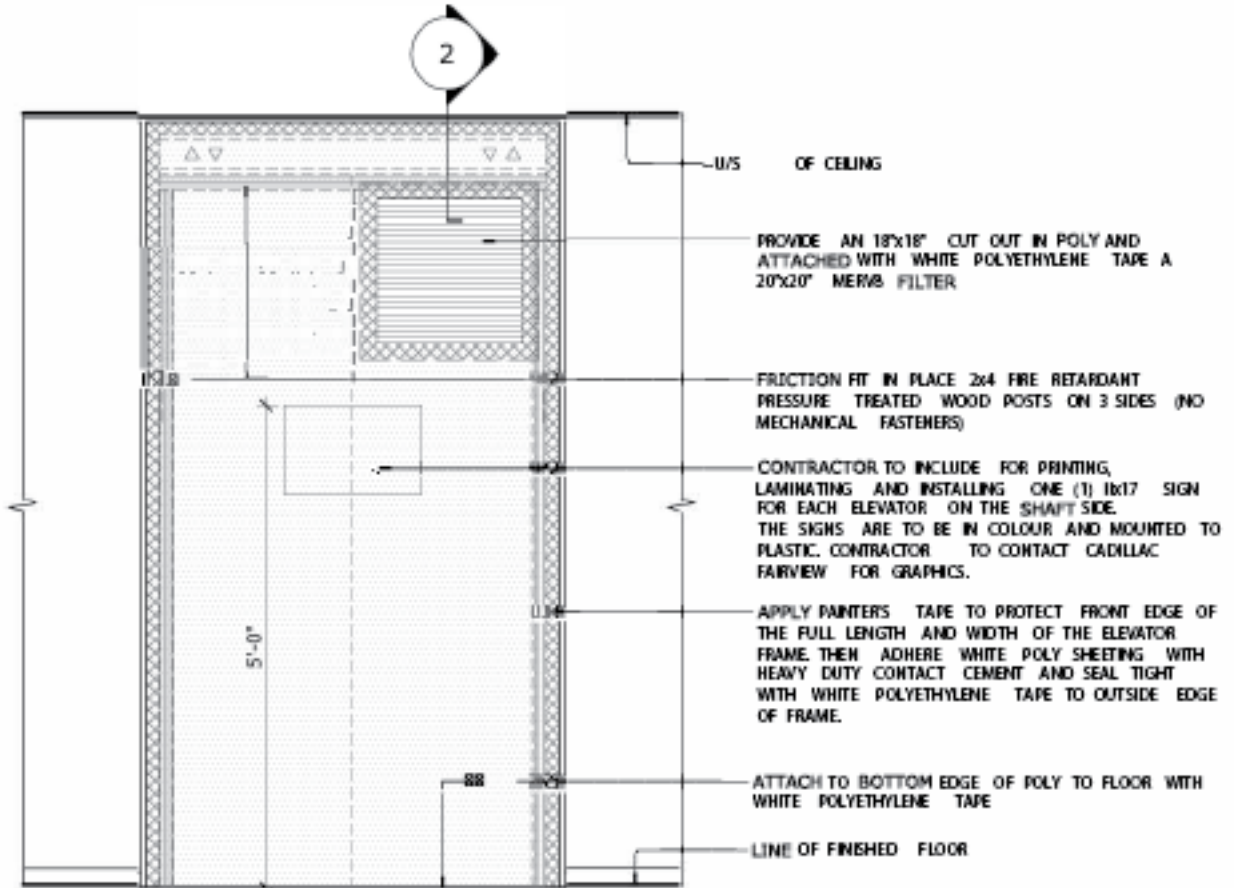 2
U/S OF CEILING
PROVIDE AN 18"x18" CUT OUT IN POLY AND
ATTACHED WITH WHITE POLYETHYLENE TAPE A
20"x20" MERV8 FILTER
FRICTION FIT IN PLACE 2x4 FIRE RETARDANT
PRESSURE TREATED WOOD POSTS ON 3 SIDES (NO
MECHANICAL FASTENERS)
CONTRACTOR TO INCLUDE FOR PRINTING,
LAMINATING AND INSTALLING ONE (1) 11x17 SIGN
FOR EACH ELEVATOR ON THE SHAFT SIDE.
THE SIGNS ARE TO BE IN COLOUR AND MOUNTED TO
PLASTIC. CONTRACTOR TO CONTACT CADILLAC
FAIRVIEW FOR GRAPHICS.
5'-0"
APPLY PAINTER'S TAPE TO PROTECT FRONT EDGE OF
THE FULL LENGTH AND WIDTH OF THE ELEVATOR
FRAME. THEN ADHERE WHITE POLY SHEETING WITH
HEAVY DUTY CONTACT CEMENT AND SEAL TIGHT
WITH WHITE POLYETHYLENE TAPE TO OUTSIDE EDGE
OF FRAME.
ATTACH TO BOTTOM EDGE OF POLY TO FLOOR WITH
WHITE POLYETHYLENE TAPE
LINE OF FINISHED FLOOR